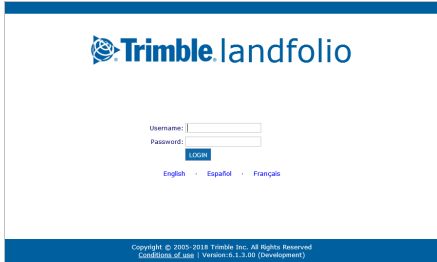 Trimble. landfolio
Username:
Password:
LOGIN
English · Español · Français
Copyright © 2005-2018 Trimble Inc. All Rights Reserved
Conditions of use | Version:6.1.3.00 (Development)